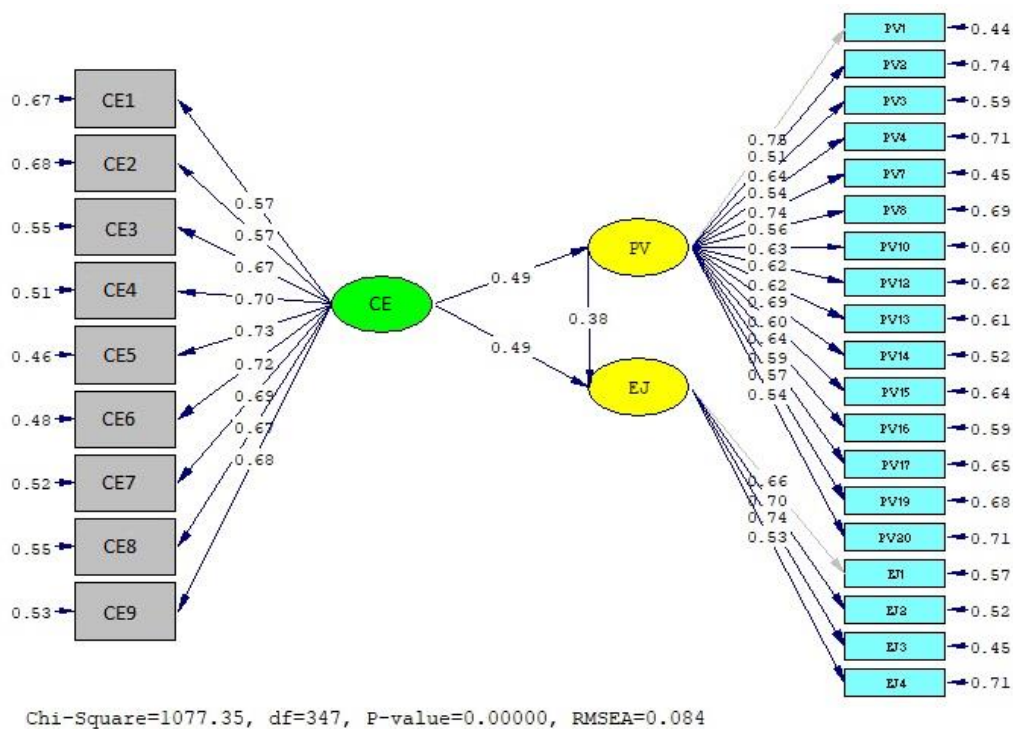 0.67 CE1
0.68 CE2
0.55 CE3
0.51 CE4
0.46 CE5
0.48 CE6
0.52 CE7
0.55 CE8
0.53 CE9
0.57
0.57
0.67
0.70
0.73
0.72
0.69
0.67
0.68
CE
0.49
0.49
PV
0.38
EJ
0.75
0.51
0.64
0.54
0.74
0.56
0.63
0.62
0.62
0.69
0.60
0.64
0.59
0.57
0.54
0.66
0.70
0.74
0.53
PV1 0.44
PV2 0.74
PV3 0.59
PV4 0.71
PV7 0.45
PV8 0.69
PV10 0.60
PV12 0.62
PV13 0.61
PV14 0.52
PV15 0.64
PV16 0.59
PV17 0.65
PV19 0.68
PV20 0.71
EJ1 0.57
EJ2 0.52
EJ3 0.45
EJ4 0.71
Chi-Square=1077.35, df=347, P-value=0.00000, RMSEA=0.084